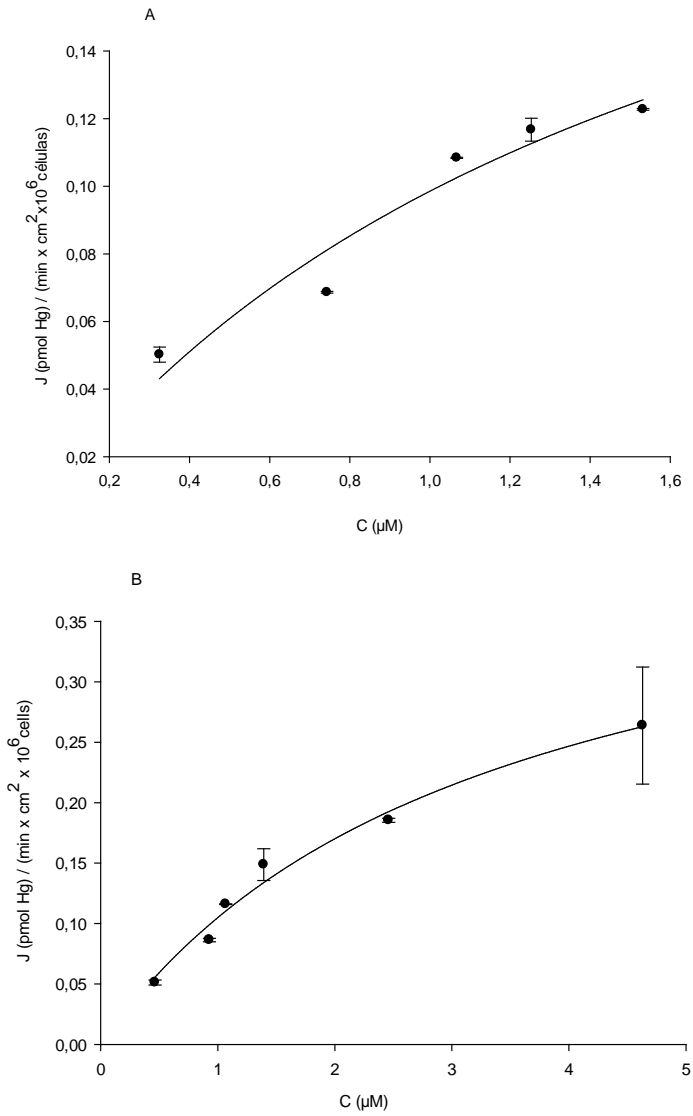 A
0,14
0,12
0,10
0,08
0,06
0,04
0,02
J (pmol Hg) / (min x cm2x106células)
0,2 0,4 0,6 0,8 1,0 1,2 1,4 1,6
C (µM)
B
0,35
0,30
0,25
0,20
0,15
0,10
0,05
0,00
J (pmol Hg) / (min x cm2 x 106cells)
0 1 2 3 4 5
C (µM)